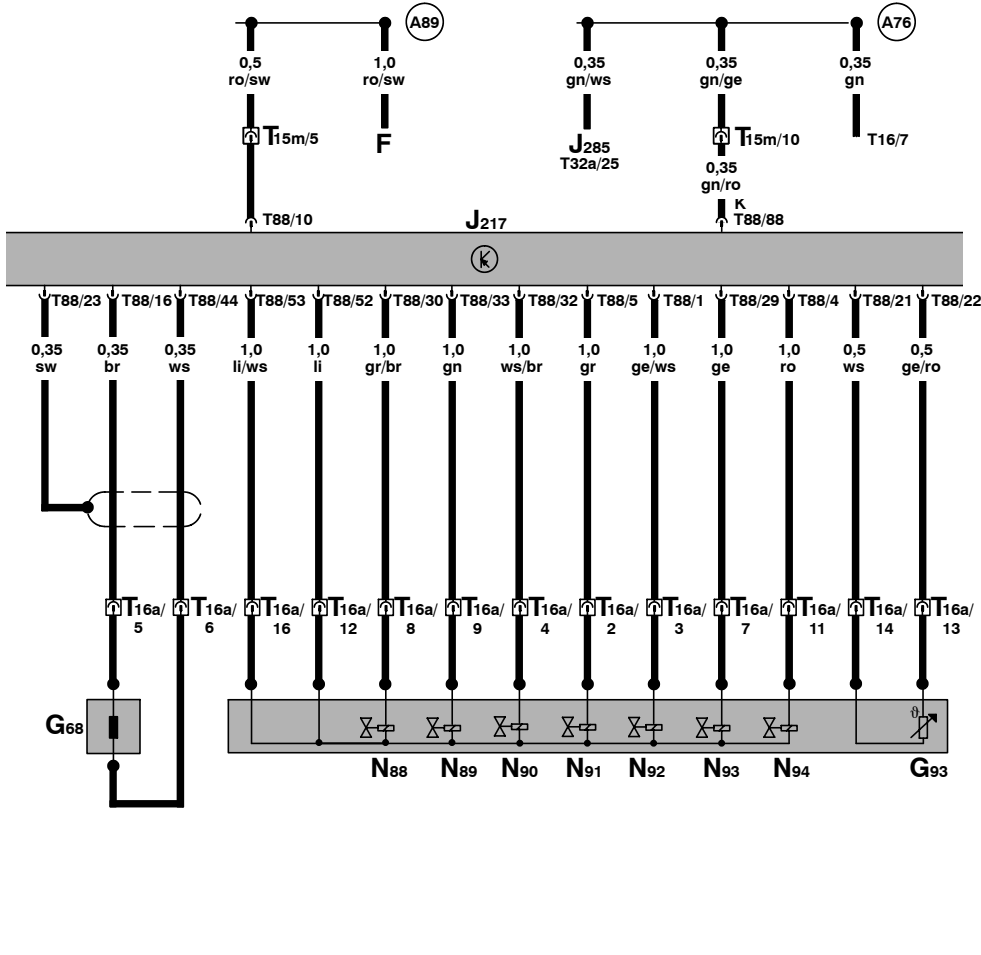 A89 A76
0,5 1,0 0,35 0,35 0,35
ro/sw ro/sw gn/ws gn/ge gn
T15m/5 F J285 T15m/10 T16/7
T32a/25
0,35
gn/ro
K
T88/10 J217 T88/88
T88/23 T88/16 T88/44 T88/53 T88/52 T88/30 T88/33 T88/32 T88/5 T88/1 T88/29 T88/4 T88/21 T88/22
0,35 0,35 0,35 1,0 1,0 1,0 1,0 1,0 1,0 1,0 1,0 1,0 0,5 0,5
sw br ws li/ws li gr/br gn ws/br gr ge/ws ge ro ws ge/ro
T16a/ T16a/ T16a/ T16a/ T16a/ T16a/ T16a/ T16a/ T16a/ T16a/ T16a/ T16a/ T16a/
5 6 16 12 8 9 4 2 3 7 11 14 13
ϑ
G68
N88 N89 N90 N91 N92 N93 N94 G93